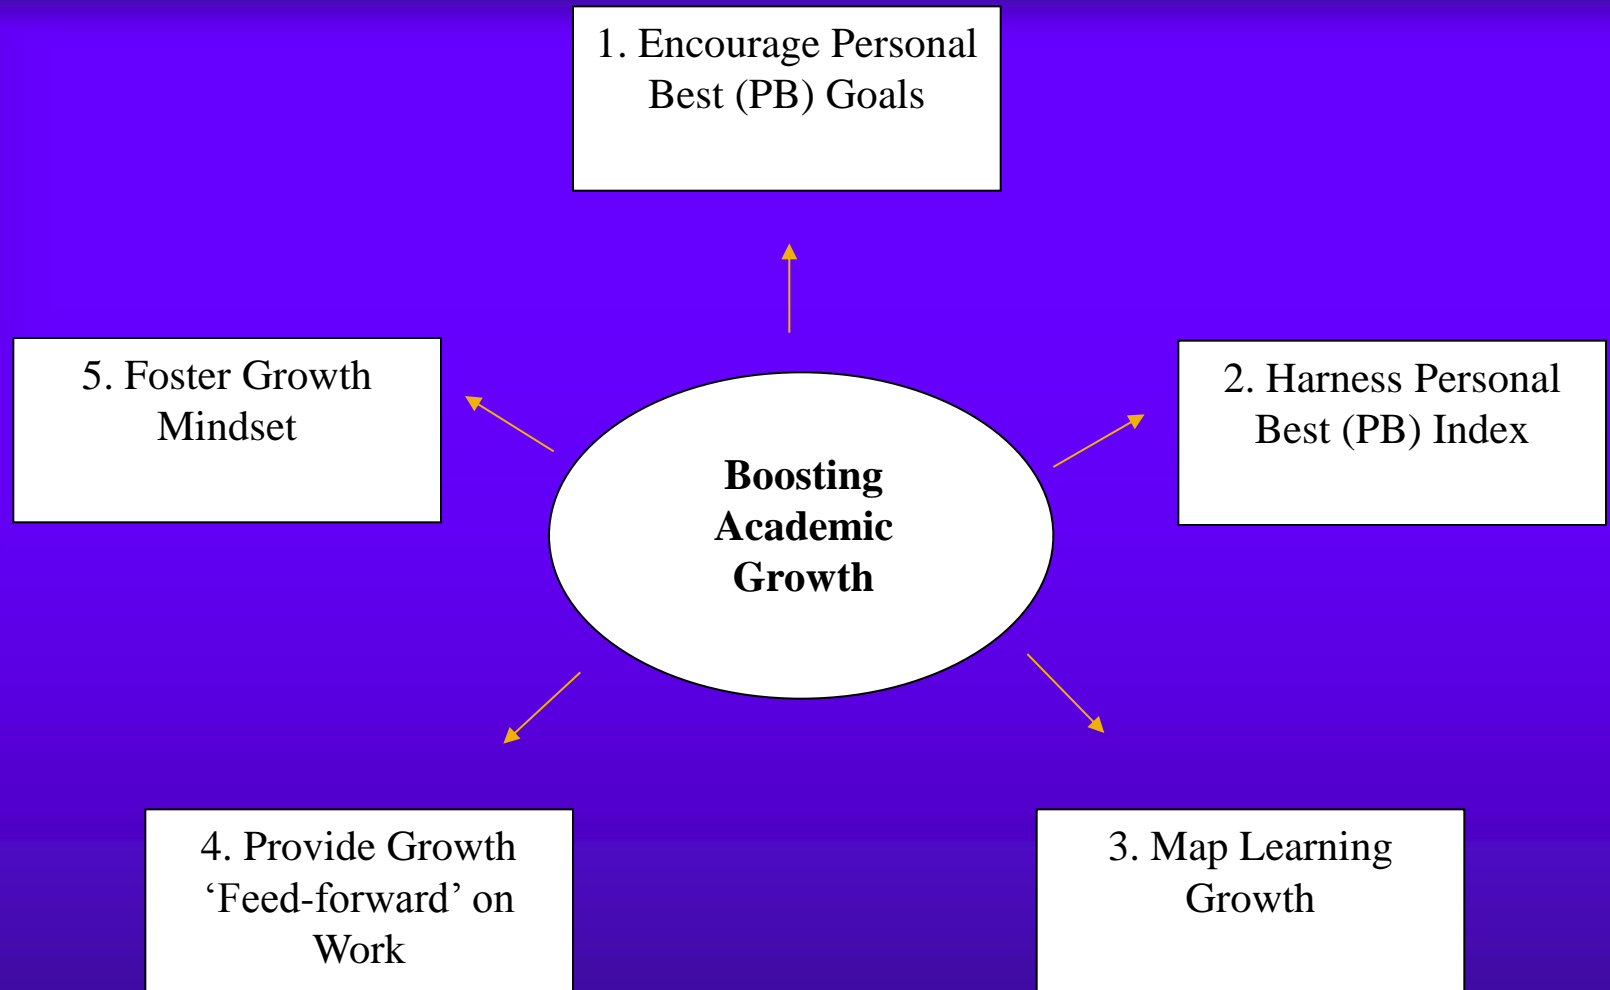 1. Encourage Personal
Best (PB) Goals
5. Foster Growth
Mindset
2. Harness Personal
Best (PB) Index
Boosting
Academic
Growth
4. Provide Growth
‘Feed-forward’ on
Work
3. Map Learning
Growth